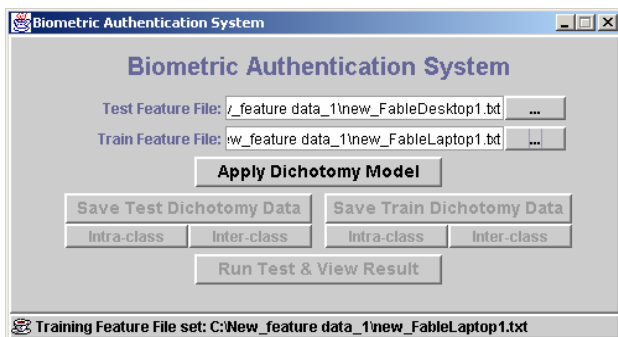 Biometric Authentication System
Biometric Authentication System
Test Feature File: /_feature data_1\new_FableDesktop1.txt ...
Train Feature File: ew_feature data_1\new_FableLaptop1.txt ...
Apply Dichotomy Model
Save Test Dichotomy Data Save Train Dichotomy Data
Intra-class Inter-class Intra-class Inter-class
Run Test & View Result
Training Feature File set: C:\New_feature data_1\new_FableLaptop1.txt